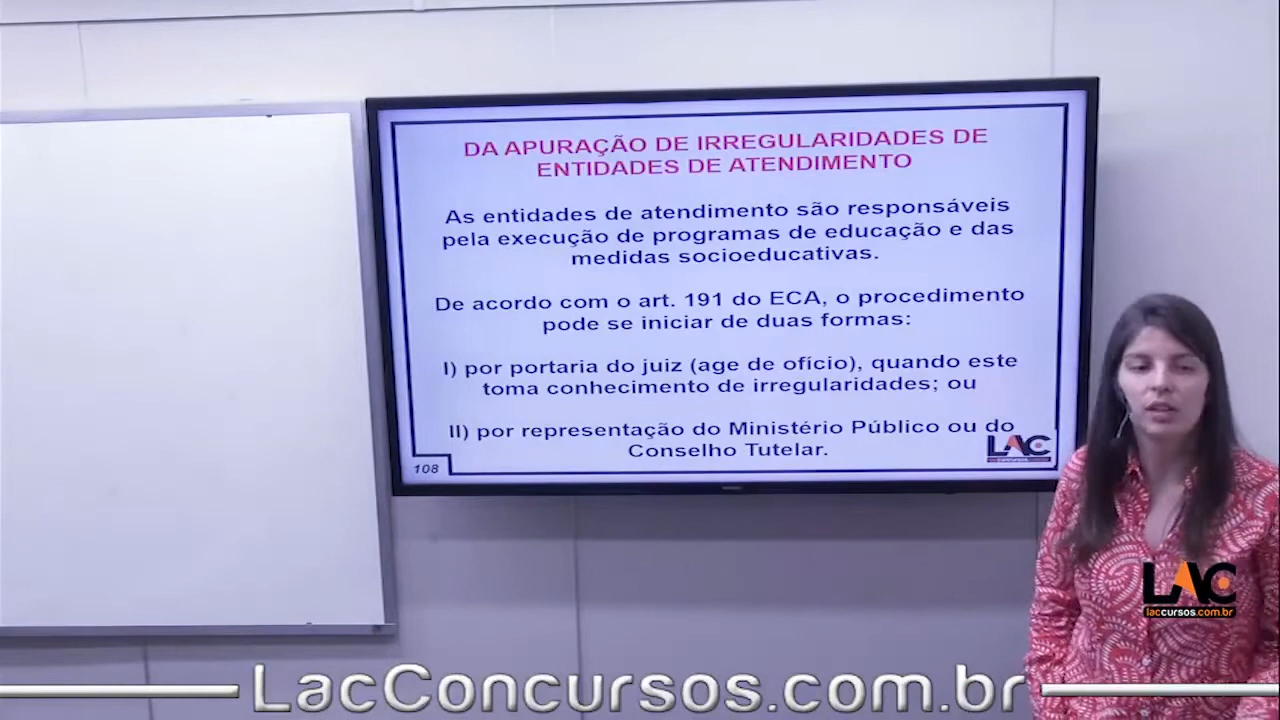 DA APURAÇÃO DE IRREGULARIDADES DE
ENTIDADES DE ATENDIMENTO
As entidades de atendimento são responsáveis
pela execução de programas de educação e das
medidas socioeducativas.
De acordo com o art. 191 do ECA, o procedimento
pode se iniciar de duas formas:
I) por portaria do juiz (age de ofício), quando este
toma conhecimento de irregularidades; ou
II) por representação do Ministério Público ou do
Conselho Tutelar.
108
LAC
LAC
laccursos.com.br
LacConcursos.com.br